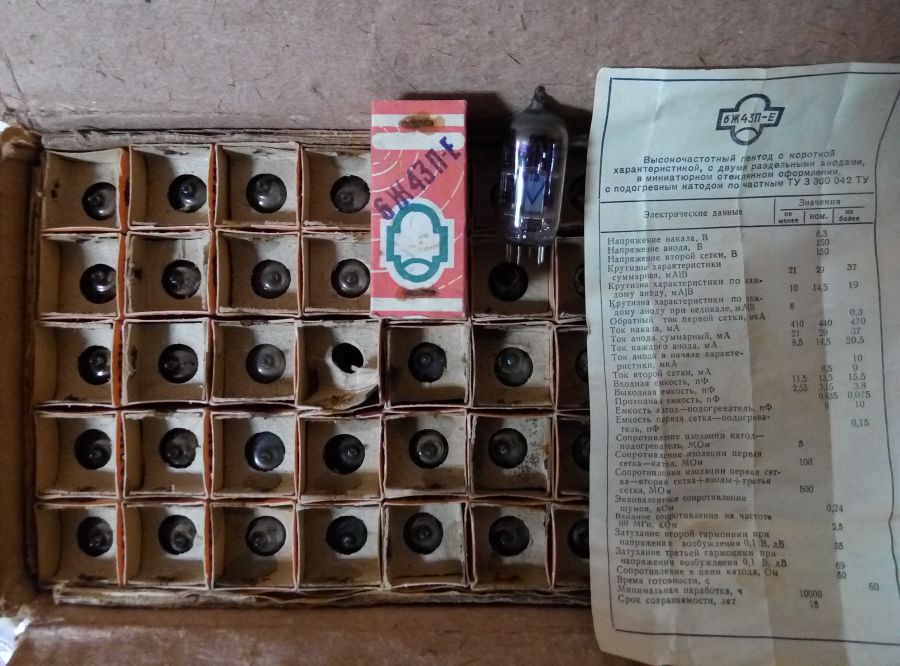 6Ж43П-Е
6Ж43П-Е
Высокочастотный пентод с короткой
характеристикой, с двумя раздельными анодами,
в миниатюрном стеклянном оформлении,
с подогревным катодом по частным ТУ 3 300 042 ТУ
Электрические данные
Значения
не менее
ном.
не более
Напряжение накала, В 6,3
Напряжение анода, В 150
Напряжение второй сетки, В 150
Крутизна характеристики
суммарная, мА|В 21 29 37
Крутизна характеристики по каж-
дому аноду, мА|В 10 14,5 19
Крутизна характеристики по каж-
дому аноду при недокале, мА|В 8
Обратный ток первой сетки, мкА 0,3
Ток накала, мА 410 440 470
Ток анода суммарный, мА 21 29 37
Ток каждого анода, мА 8,5 14,5 20,5
Ток анода в начале характе-
ристики, мкА 10
Ток второй сетки, мА 6,5 9
Входная емкость, пФ 11,5 13,5 15,5
Выходная емкость, пФ 2,55 3,15 3.8
Проходная емкость, пФ 0,075
Емкость катод—подогреватель, пФ 10
Емкость первая сетка—подогрева-
тель, пФ 0,15
Сопротивление изоляции катод—
подогреватель, МОм 5
Сопротивление изоляции первая
сетка—катод, МОм 100
Сопротивление изоляции первая сет-
ка—вторая сетка+аноды+третья
сетка, МОм 500
Эквивалентное сопротивление
шумов, кОм 0,24
Входное сопротивление на частоте
60 МГц, кОм 2,5
Затухание второй гармоники при
напряжении возбуждения 0,1 В, дБ
Затухание третьей гармоники при
напряжении возбуждения 0,1 В, дБ
Сопротивление в цепи катода, Ом
Время готовности, с
Минимальная наработка, ч 10000
Срок сохраняемости, лет 15